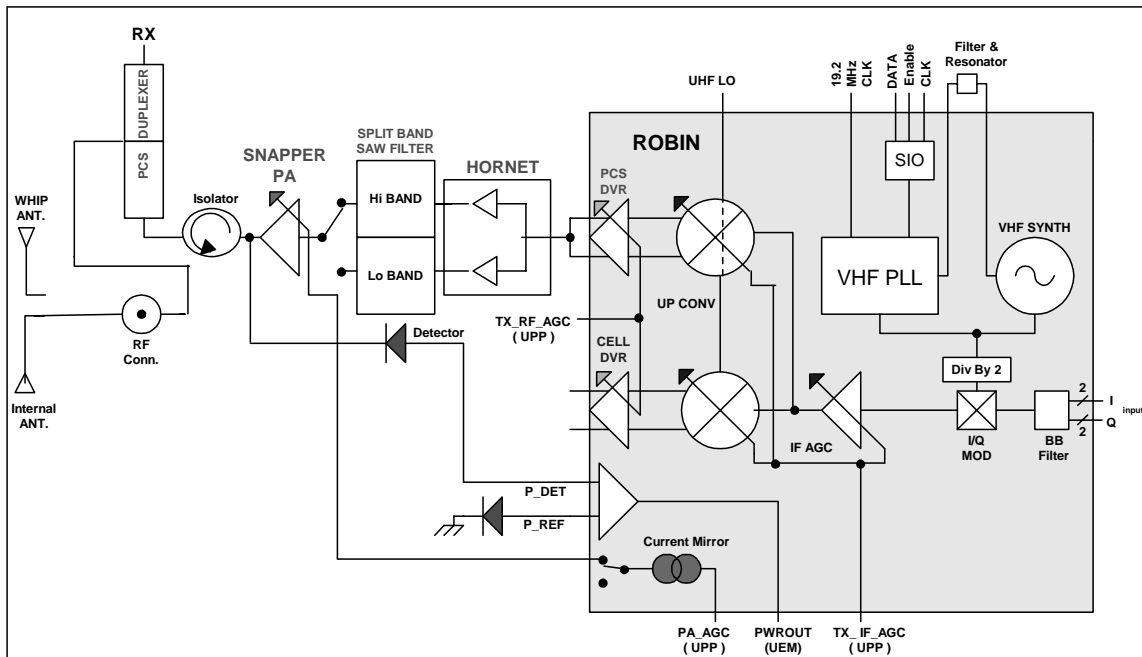 RX
DUPLEXER
PCS
WHIP
ANT.
Internal
ANT.
RF
Conn.
Isolator
SNAPPER
PA
SPLIT BAND
SAW FILTER
Hi BAND
Lo BAND
HORNET
Detector
TX_RF_AGC
( UPP )
UHF LO
ROBIN
PCS
DVR
CELL
DVR
UP CONV
IF AGC
19.2
MHz
CLK
DATA
Enable
CLK
SIO
Filter &
Resonator
VHF PLL
VHF SYNTH
Div By 2
I/Q
MOD
BB
Filter
2
I
input
Q
2
P_DET
P_REF
Current Mirror
PA_AGC
( UPP )
PWROUT
(UEM)
TX_ IF_AGC
( UPP )